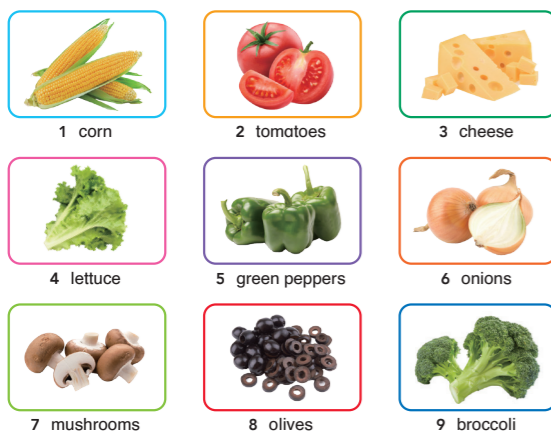 1 corn
2 tomatoes
3 cheese
4 lettuce
5 green peppers
6 onions
7 mushrooms
8 olives
9 broccoli